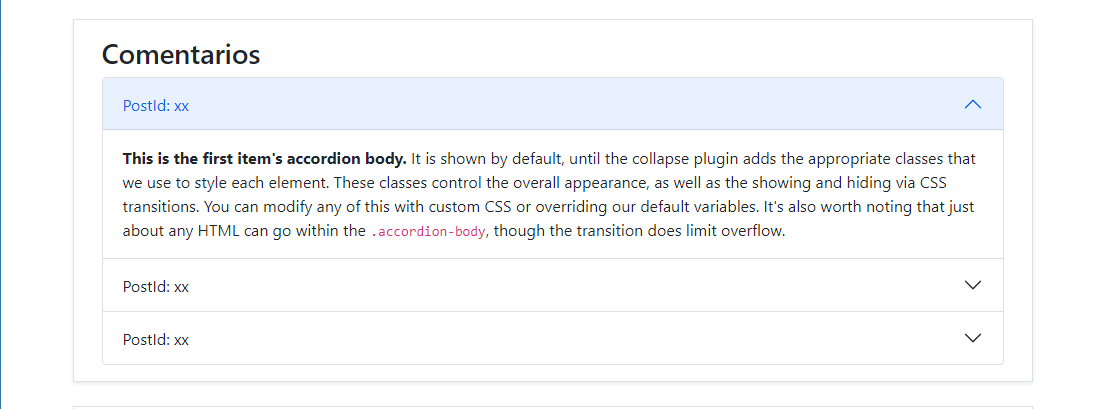 Comentarios
PostId: xx
This is the first item's accordion body. It is shown by default, until the collapse plugin adds the appropriate classes that
we use to style each element. These classes control the overall appearance, as well as the showing and hiding via CSS
transitions. You can modify any of this with custom CSS or overriding our default variables. It's also worth noting that just
about any HTML can go within the .accordion-body, though the transition does limit overflow.
PostId: xx
PostId: xx